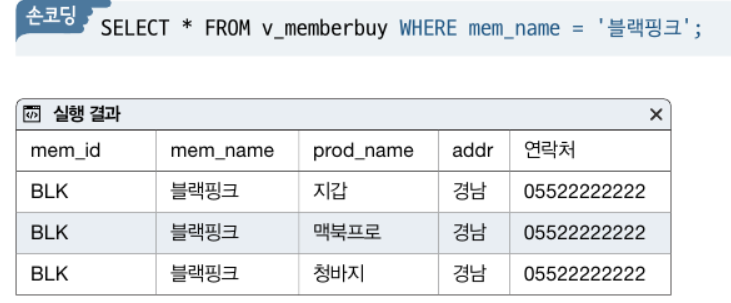 손코딩
SELECT * FROM v_memberbuy WHERE mem_name = '블랙핑크';
실행 결과
mem_id mem_name prod_name addr 연락처
BLK 블랙핑크 지갑 경남 05522222222
BLK 블랙핑크 맥북프로 경남 05522222222
BLK 블랙핑크 청바지 경남 05522222222